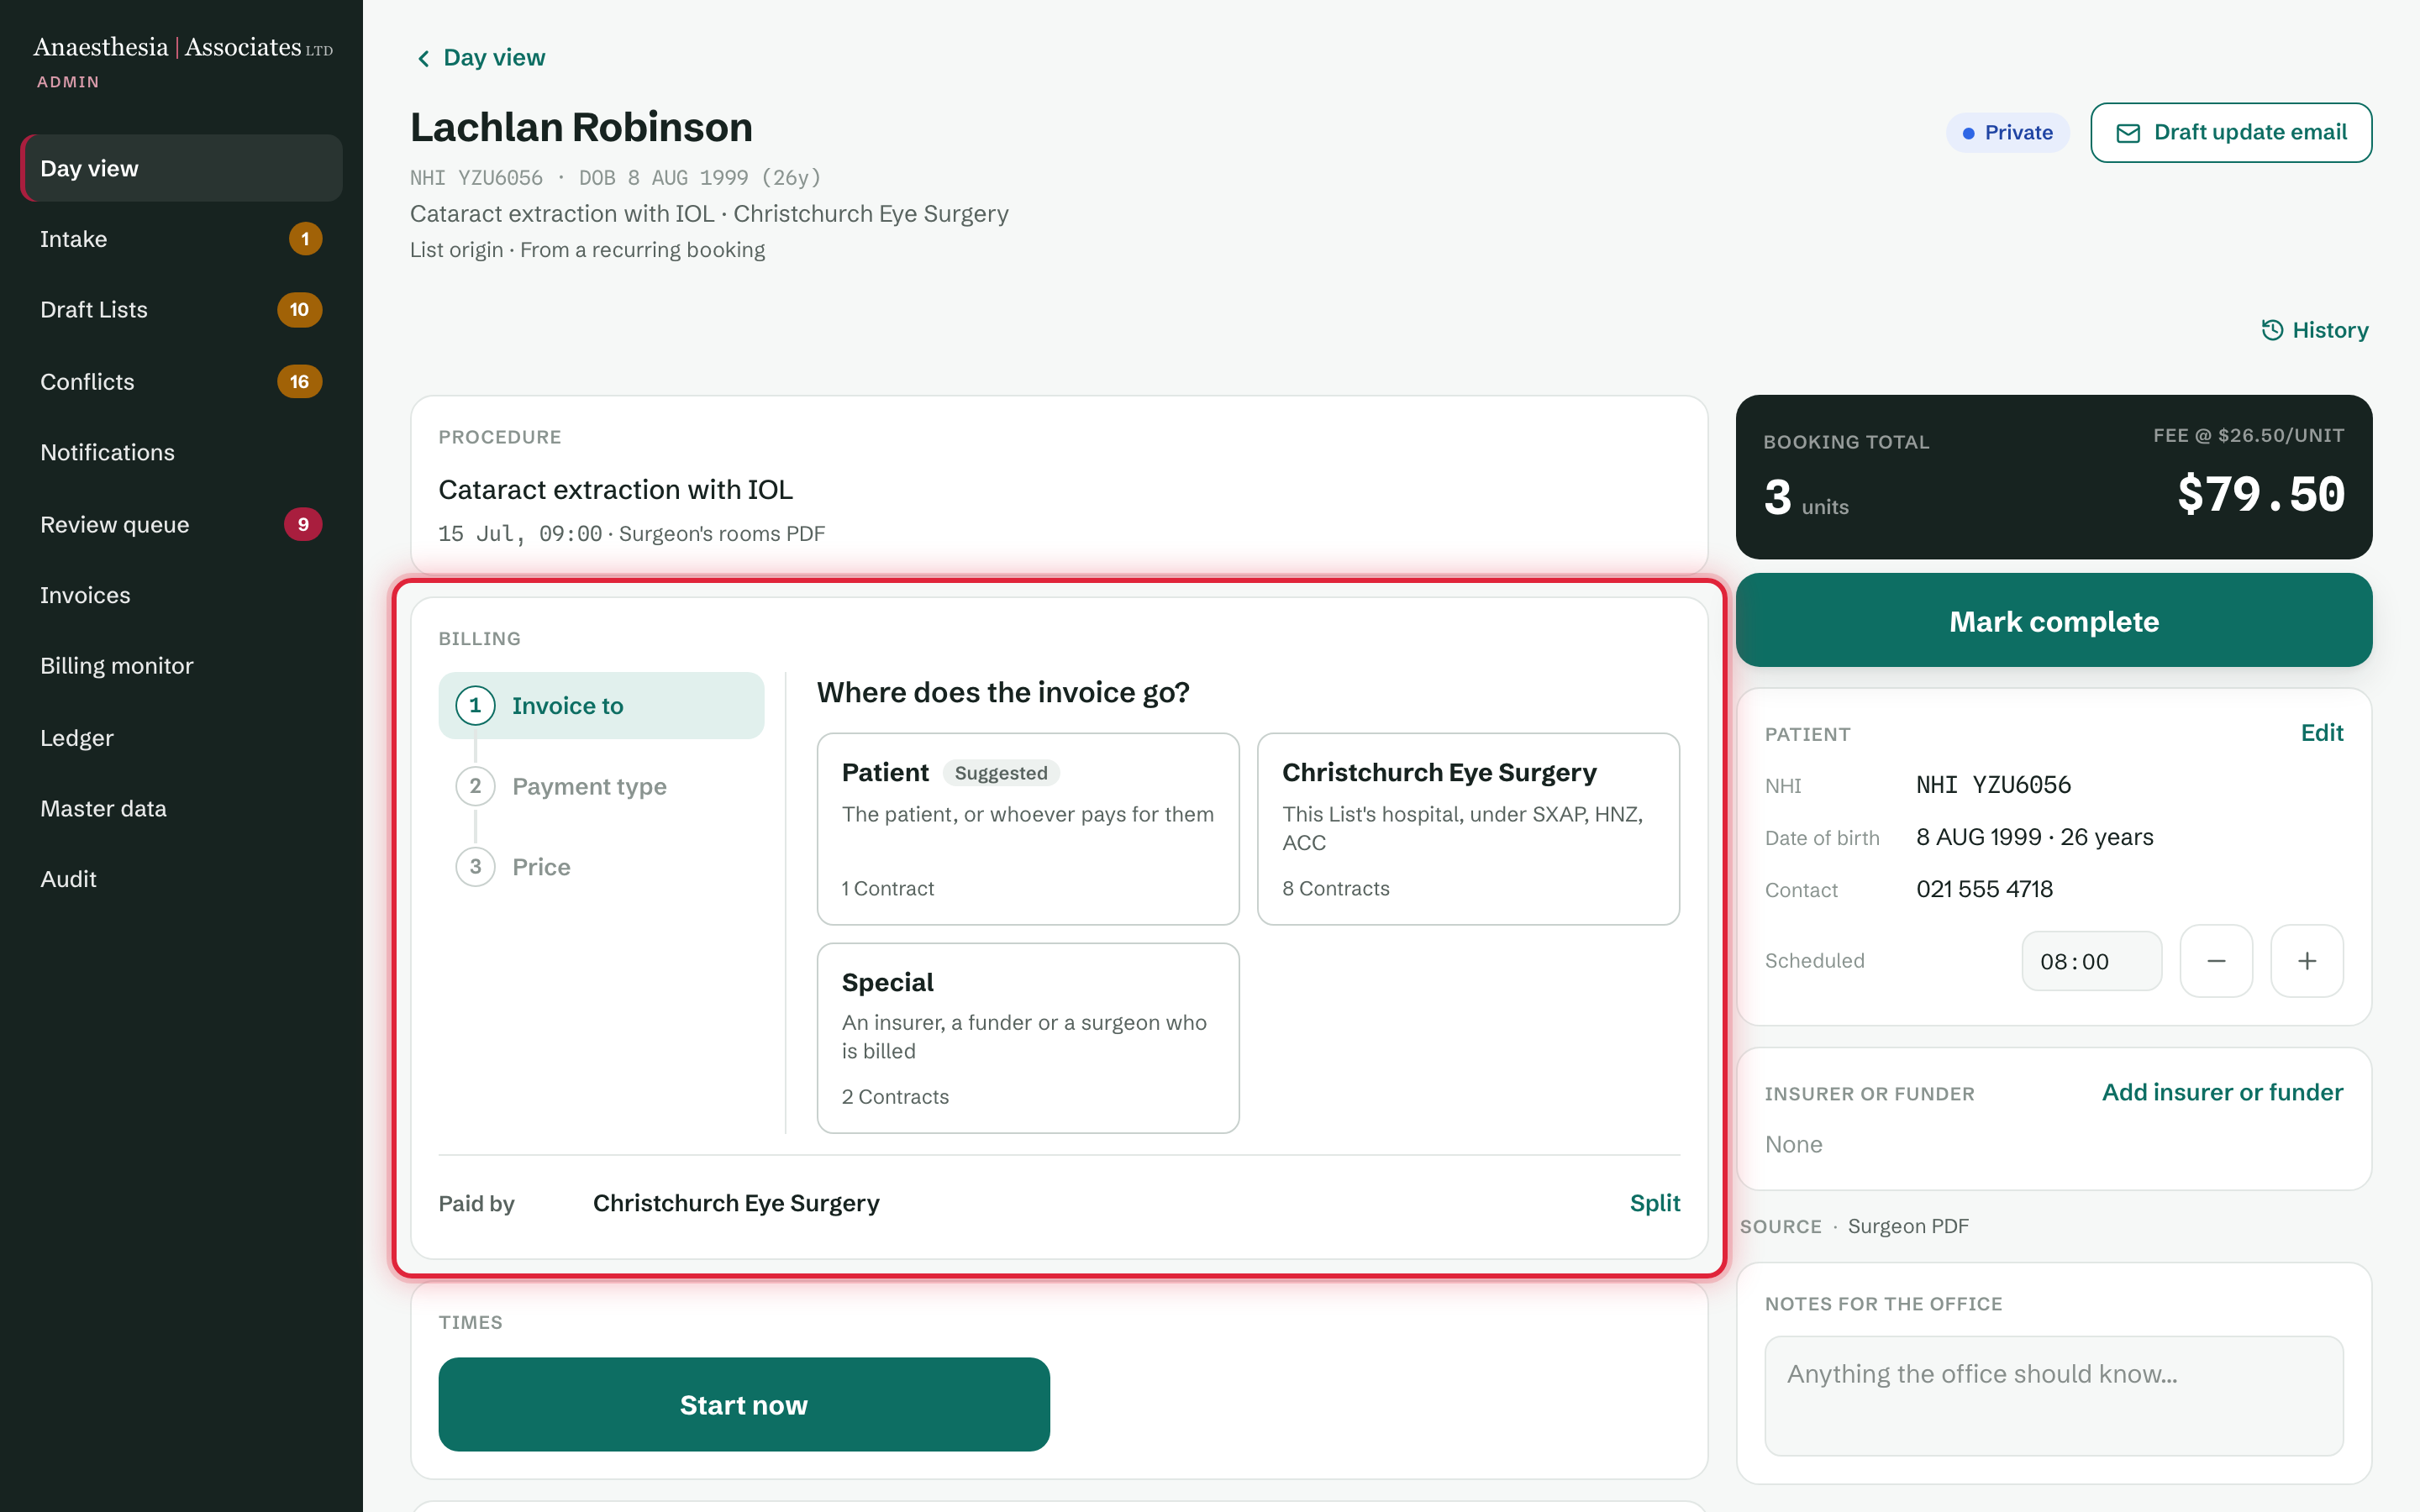 Anaesthesia | Associates LTD
ADMIN
Day view
Intake 1
Draft Lists 10
Conflicts 16
Notifications
Review queue 9
Invoices
Billing monitor
Ledger
Master data
Audit
Day view
Lachlan Robinson
NHI YZU6056 · DOB 8 AUG 1999 (26y)
Cataract extraction with IOL · Christchurch Eye Surgery
List origin · From a recurring booking
Private
Draft update email
History
PROCEDURE
Cataract extraction with IOL
15 Jul, 09:00 · Surgeon's rooms PDF
BILLING
1 Invoice to
2 Payment type
3 Price
Where does the invoice go?
Patient Suggested
The patient, or whoever pays for them
1 Contract
Christchurch Eye Surgery
This List's hospital, under SXAP, HNZ,
ACC
8 Contracts
Special
An insurer, a funder or a surgeon who
is billed
2 Contracts
Paid by Christchurch Eye Surgery Split
TIMES
Start now
BOOKING TOTAL FEE @ $26.50/UNIT
3 units $79.50
Mark complete
PATIENT Edit
NHI NHI YZU6056
Date of birth 8 AUG 1999 · 26 years
Contact 021 555 4718
Scheduled 08:00 − +
INSURER OR FUNDER Add insurer or funder
None
SOURCE · Surgeon PDF
NOTES FOR THE OFFICE
Anything the office should know...